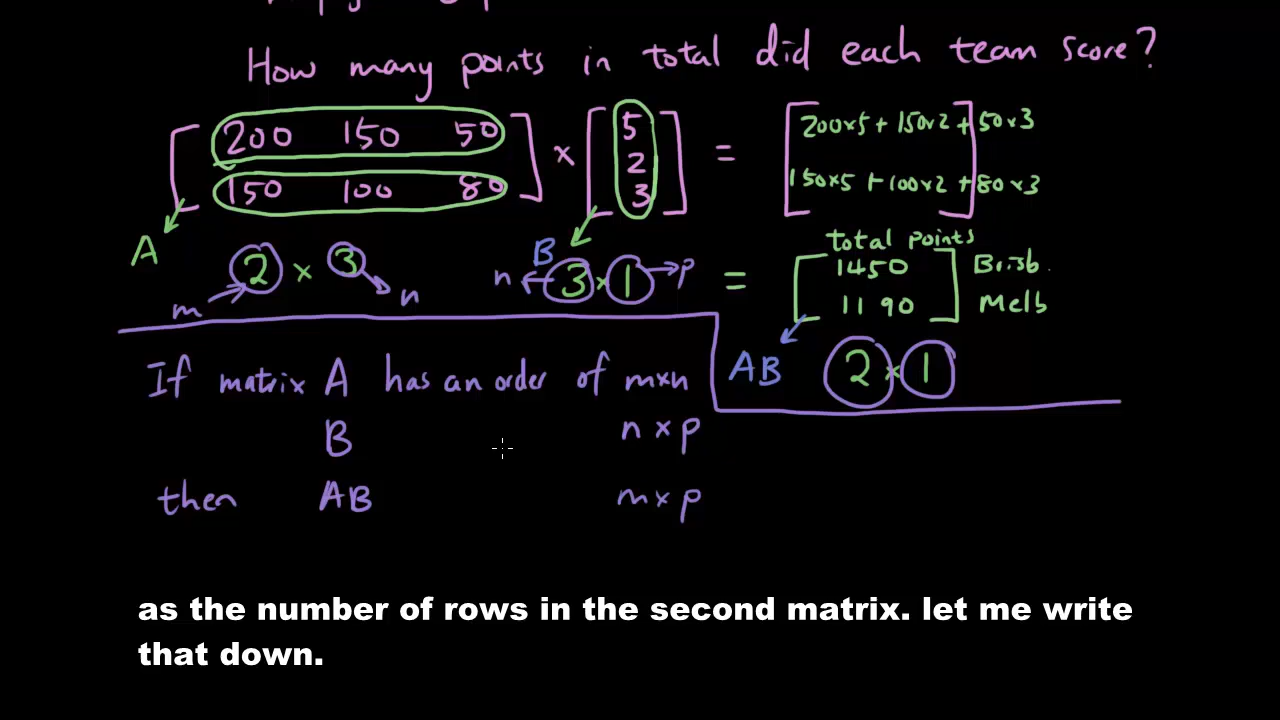 How many points in total did each team score?
[200 150 50] × [5 = [200x5 + 150x2 + 50x3
2
150 100 80 3] 150x5 + 100x2 + 80x3]
A B total points
2 × 3 n 3 × 1 p = [1450 Brisb.
m n 1190] Melb
If matrix A has an order of mxn AB 2 × 1
B n × p
then AB m × p
as the number of rows in the second matrix. let me write
that down.